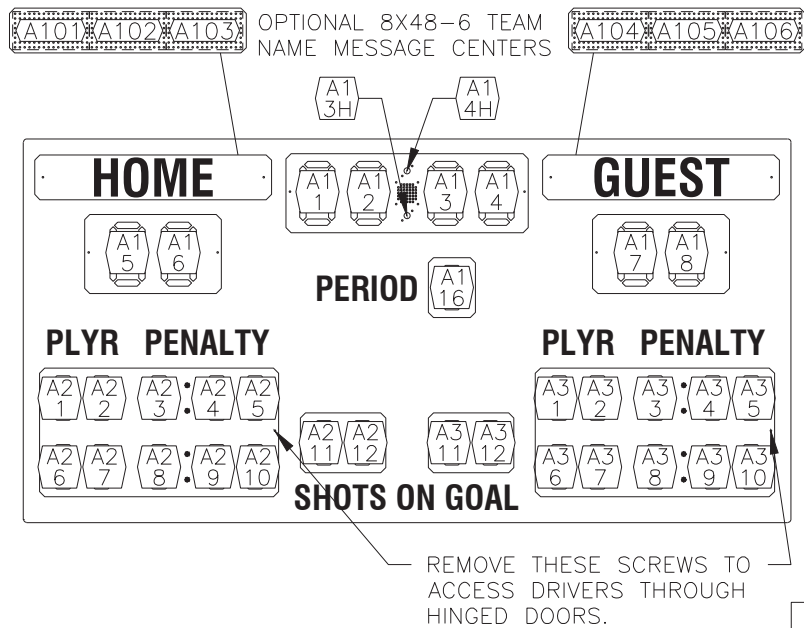 A101 A102 A103 OPTIONAL 8X48-6 TEAM A104 A105 A106
NAME MESSAGE CENTERS
A1 A1
3H 4H
HOME A1 A1 A1 A1 GUEST
1 2 3 4
A1 A1 A1 A1
5 6 7 8
PERIOD A1
16
PLYR PENALTY PLYR PENALTY
A2 A2 A2 : A2 A2 A3 A3 A3 : A3 A3
1 2 3 4 5 1 2 3 4 5
A2 A2 A3 A3
11 12 11 12
A2 A2 A2 : A2 A2 A3 A3 A3 : A3 A3
6 7 8 9 10 6 7 8 9 10
SHOTS ON GOAL
REMOVE THESE SCREWS TO
ACCESS DRIVERS THROUGH
HINGED DOORS.